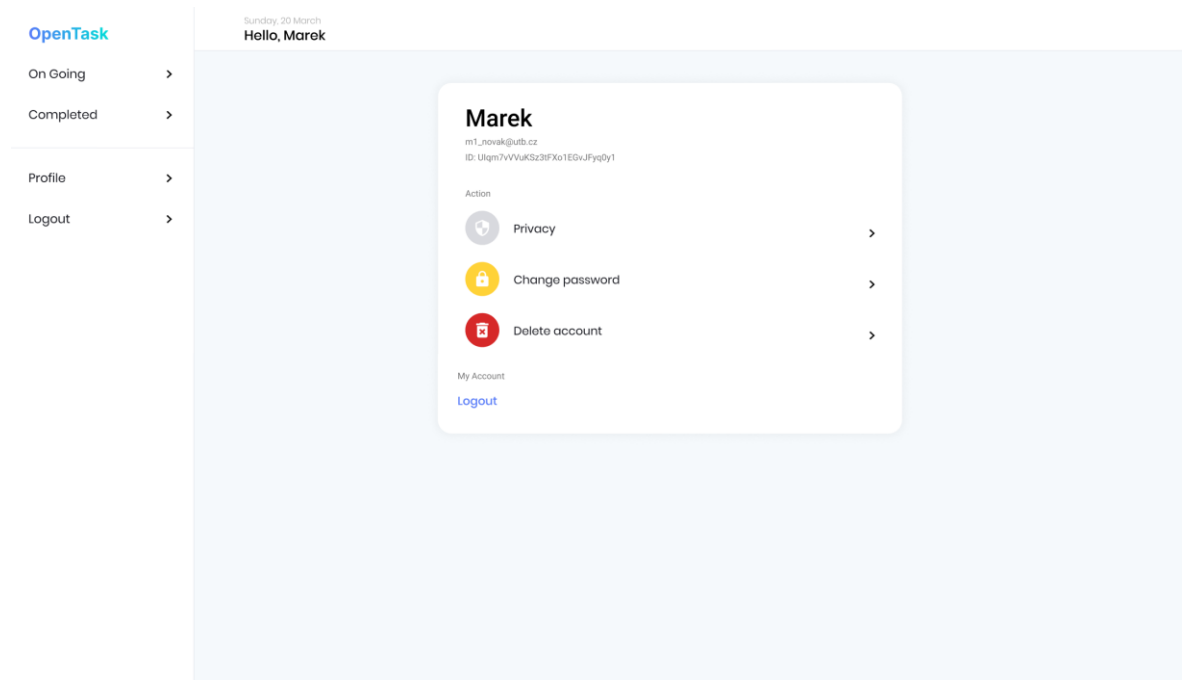 OpenTask
On Going
Completed
Profile
Logout
Sunday, 20 March
Hello, Marek
Marek
m1_novak@utb.cz
ID: UIqm7vVVuKSz3tFXo1EGvJFyq0y1
Action
Privacy
Change password
Delete account
My Account
Logout